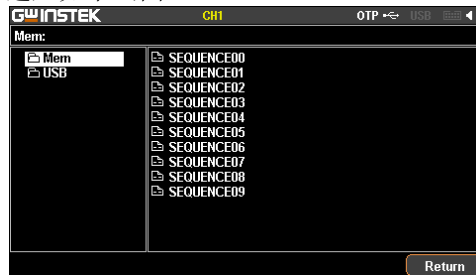 GWINSTEK CH1 OTP USB
Mem:
Mem
USB
SEQUENCE00
SEQUENCE01
SEQUENCE02
SEQUENCE03
SEQUENCE04
SEQUENCE05
SEQUENCE06
SEQUENCE07
SEQUENCE08
SEQUENCE09
Return